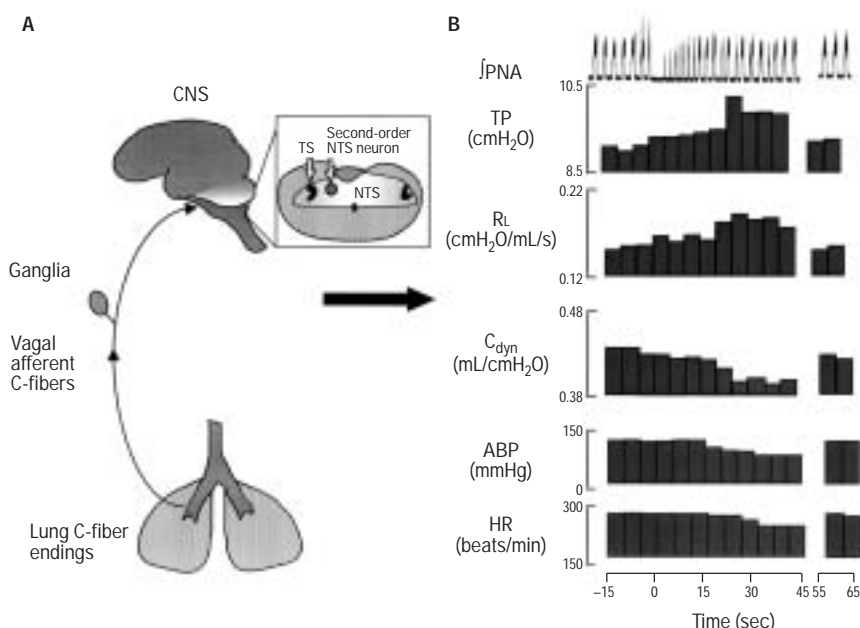 A
CNS
TS
Second-order
NTS neuron
NTS
Ganglia
Vagal
afferent
C-fibers
Lung C-fiber
endings
B
∫PNA
TP
(cmH₂O)
10.5
8.5
RL
(cmH₂O/mL/s)
0.22
0.12
Cdyn
(mL/cmH₂O)
0.48
0.38
ABP
(mmHg)
150
0
HR
(beats/min)
300
150
–15 0 15 30 45 55 65
Time (sec)